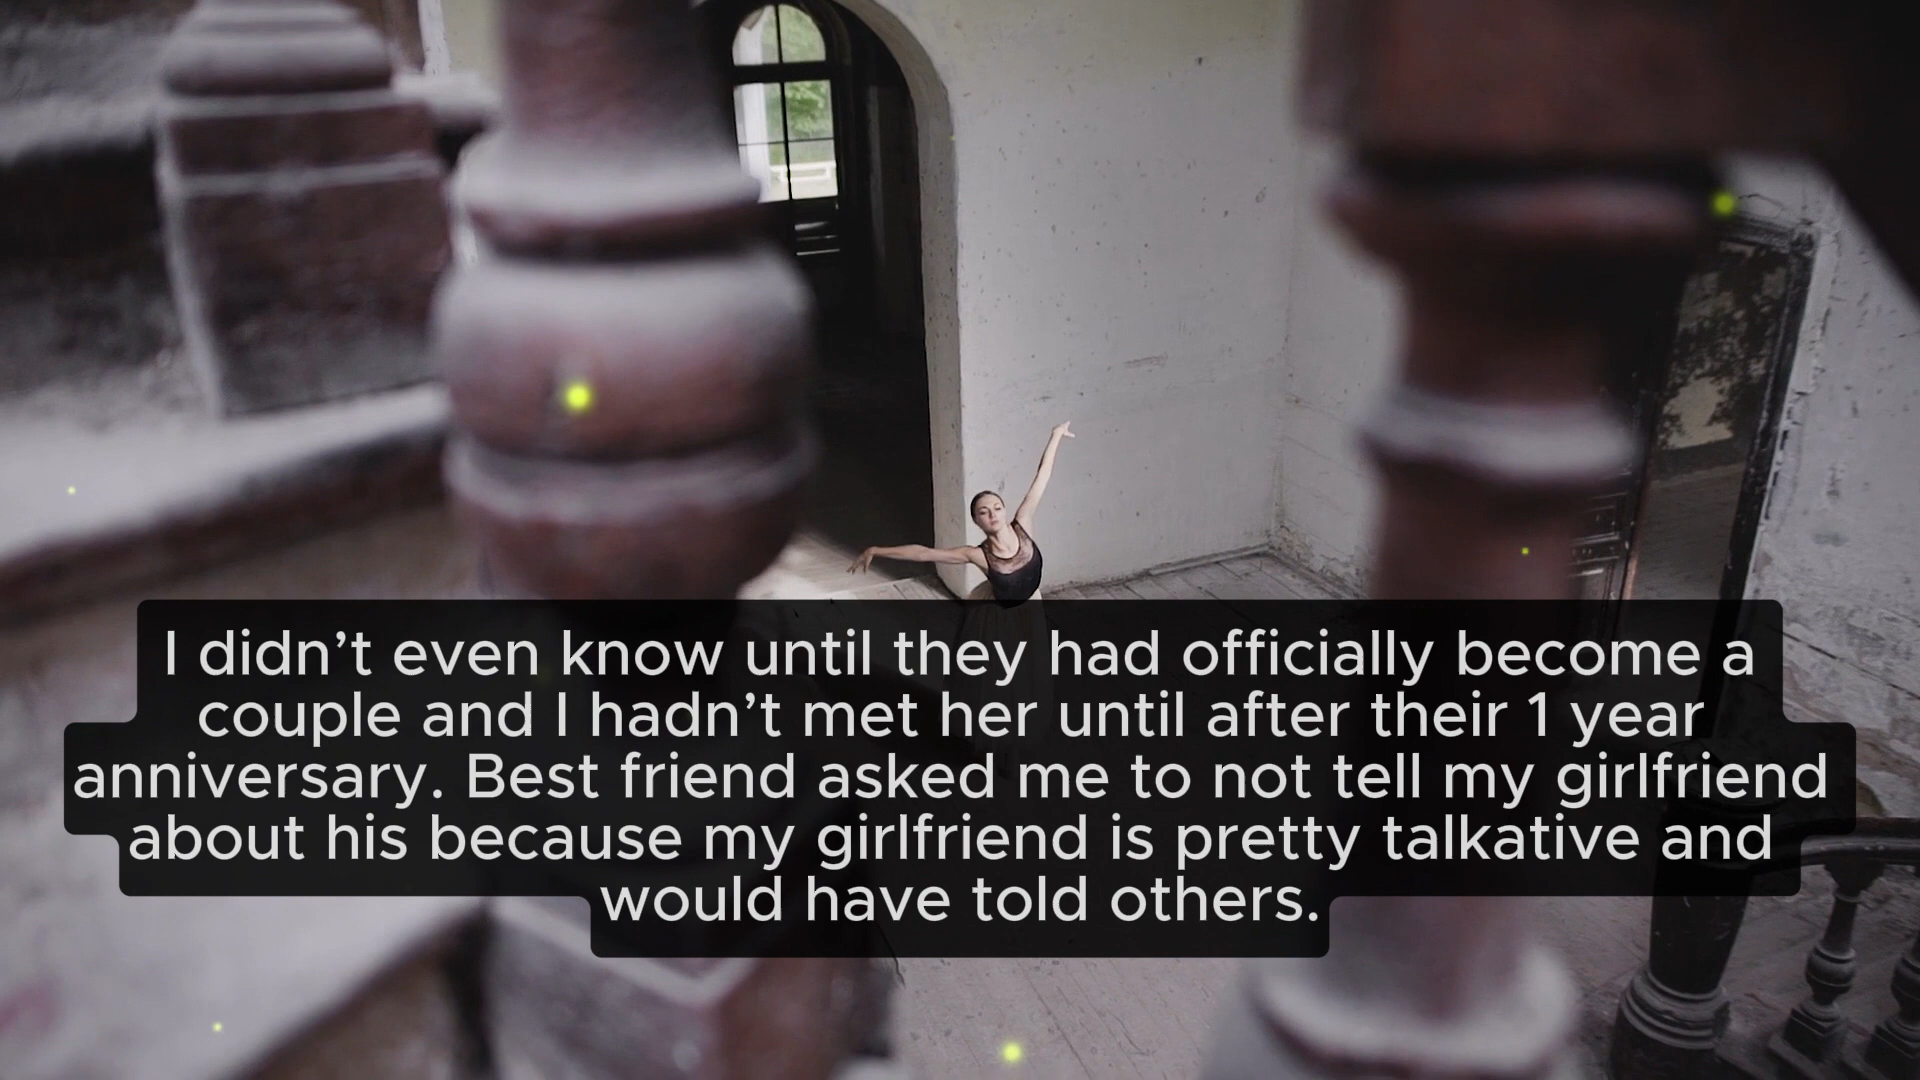 I didn’t even know until they had officially become a
couple and I hadn’t met her until after their 1 year
anniversary. Best friend asked me to not tell my girlfriend
about his because my girlfriend is pretty talkative and
would have told others.